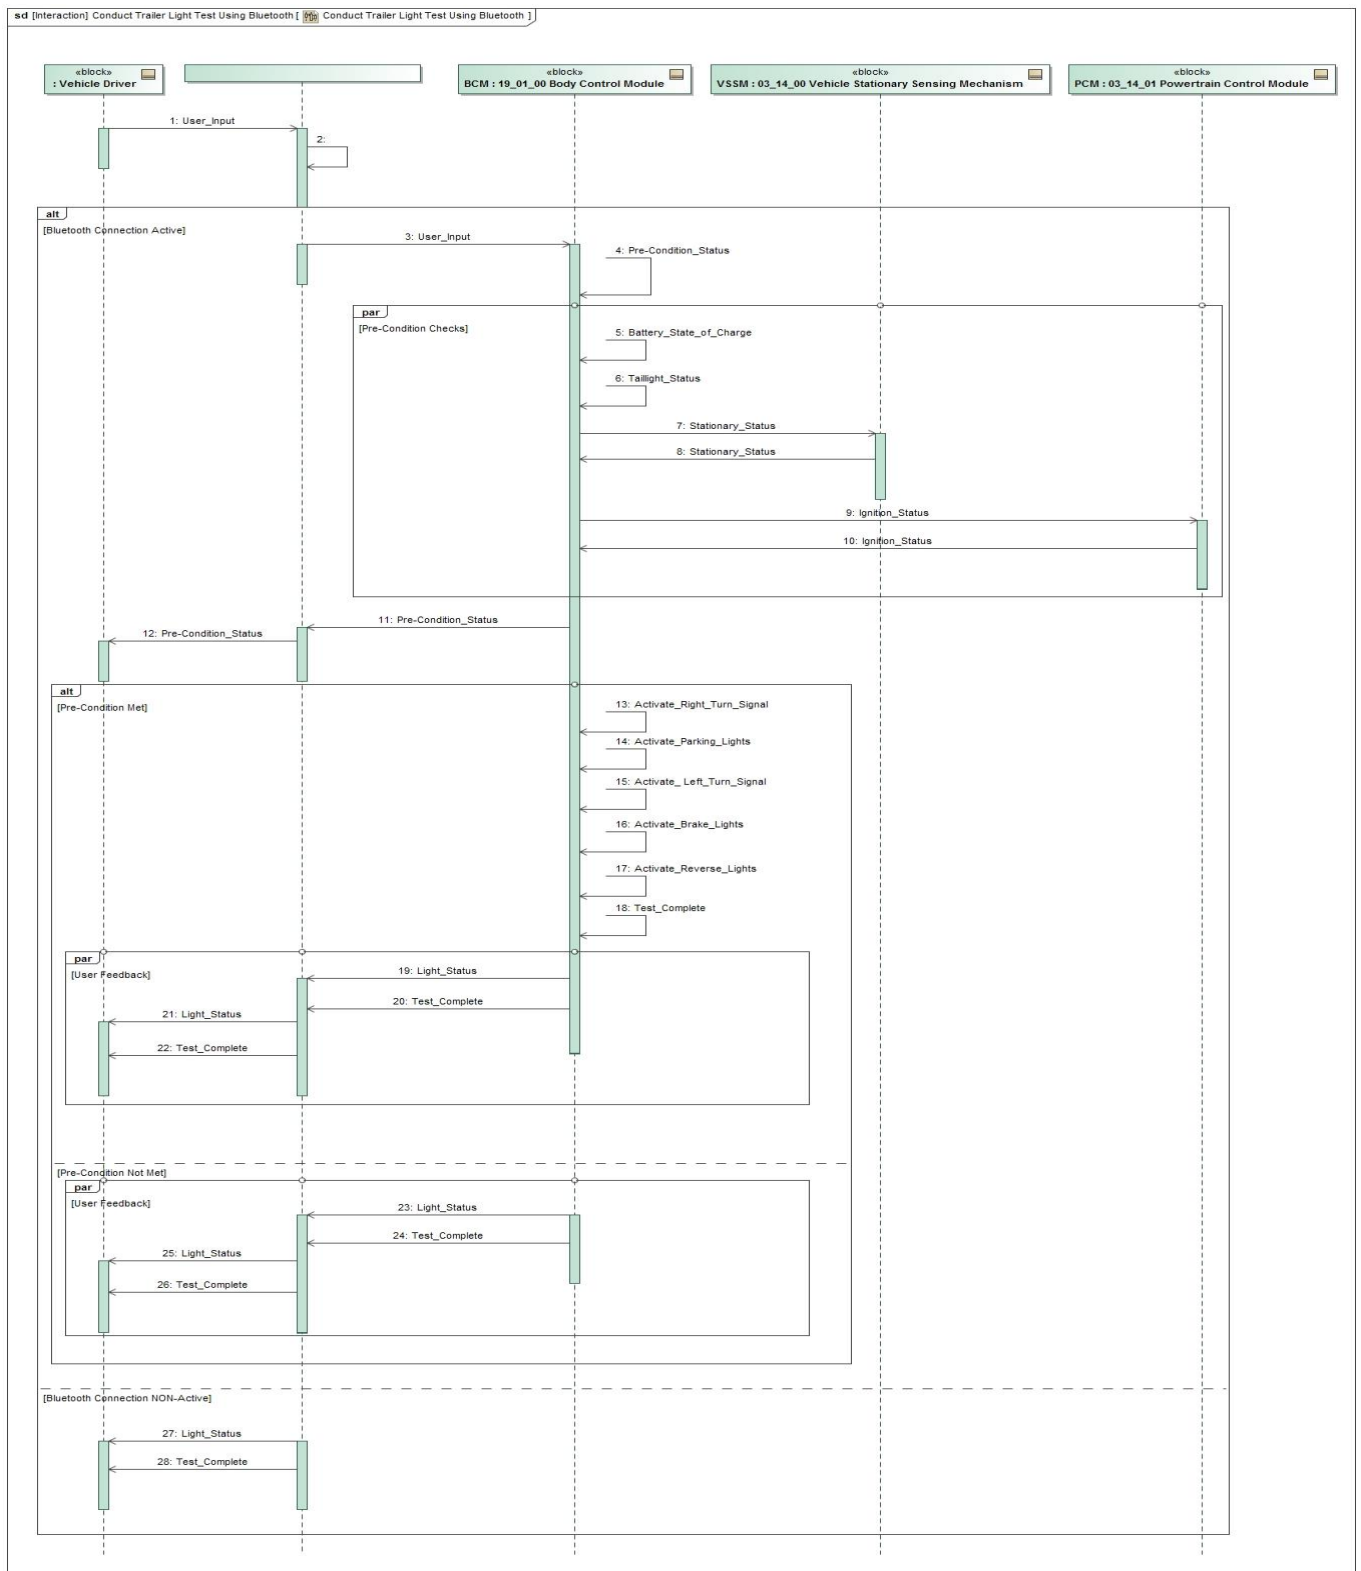 sd [Interaction] Conduct Trailer Light Test Using Bluetooth [ Conduct Trailer Light Test Using Bluetooth ]
«block»
: Vehicle Driver
«block»
BCM : 19_01_00 Body Control Module
«block»
VSSM : 03_14_00 Vehicle Stationary Sensing Mechanism
«block»
PCM : 03_14_01 Powertrain Control Module
1: User_Input
2:
alt
[Bluetooth Connection Active]
3: User_Input
4: Pre-Condition_Status
par
[Pre-Condition Checks]
5: Battery_State_of_Charge
6: Taillight_Status
7: Stationary_Status
8: Stationary_Status
9: Ignition_Status
10: Ignition_Status
11: Pre-Condition_Status
12: Pre-Condition_Status
alt
[Pre-Condition Met]
13: Activate_Right_Turn_Signal
14: Activate_Parking_Lights
15: Activate_ Left_Turn_Signal
16: Activate_Brake_Lights
17: Activate_Reverse_Lights
18: Test_Complete
par
[User Feedback]
19: Light_Status
20: Test_Complete
21: Light_Status
22: Test_Complete
[Pre-Condition Not Met]
par
[User Feedback]
23: Light_Status
24: Test_Complete
25: Light_Status
26: Test_Complete
[Bluetooth Connection NON-Active]
27: Light_Status
28: Test_Complete